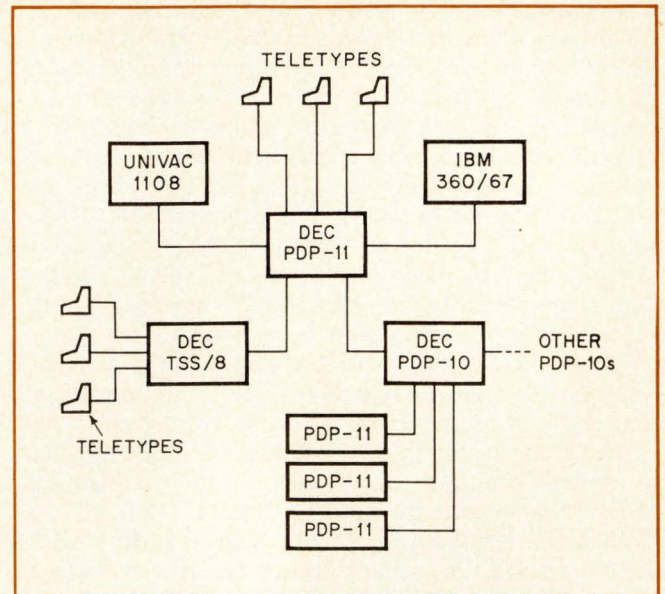 TELETYPES
UNIVAC
1108
IBM
360/67
DEC
PDP-11
DEC
TSS/8
DEC
PDP-10
OTHER
PDP-10s
TELETYPES
PDP-11
PDP-11
PDP-11